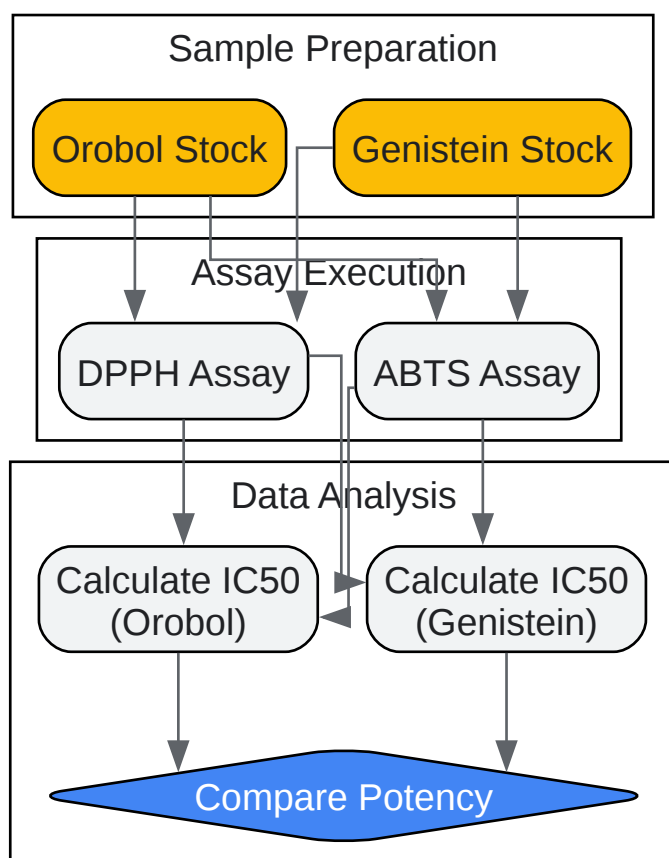 Sample Preparation
Orobol Stock
Genistein Stock
Assay Execution
DPPH Assay
ABTS Assay
Data Analysis
Calculate IC50
(Orobol)
Calculate IC50
(Genistein)
Compare Potency